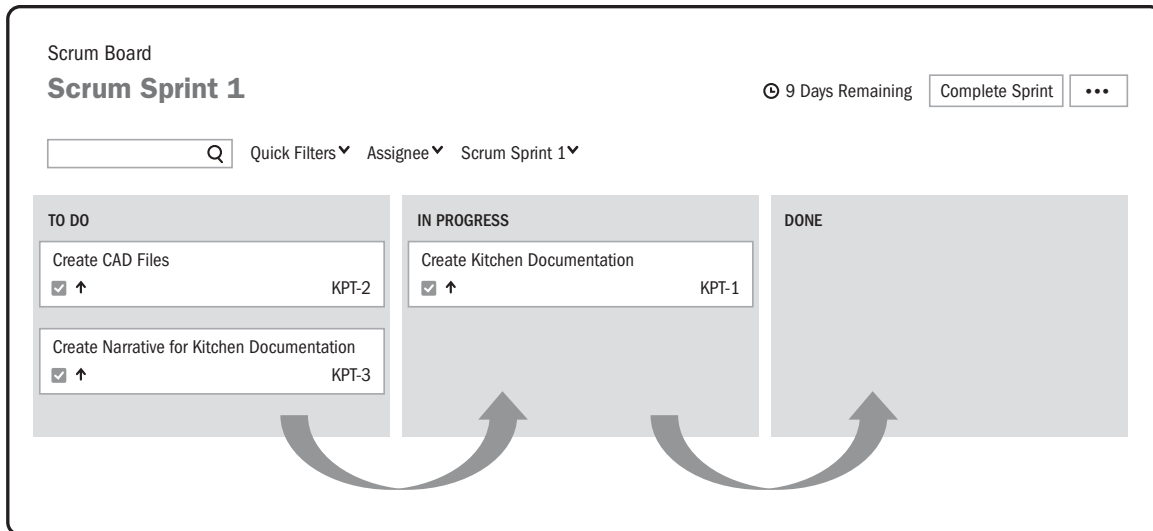 Scrum Board
Scrum Sprint 1
9 Days Remaining
Complete Sprint
•••
Quick Filters
Assignee
Scrum Sprint 1
TO DO
Create CAD Files
KPT-2
Create Narrative for Kitchen Documentation
KPT-3
IN PROGRESS
Create Kitchen Documentation
KPT-1
DONE